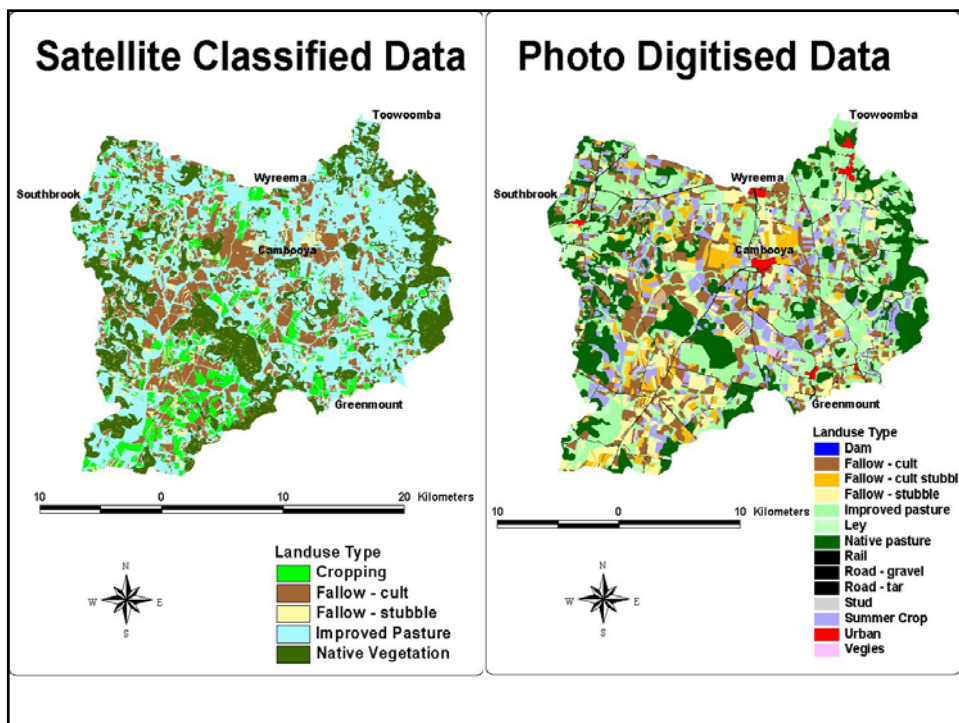 Satellite Classified Data
Toowoomba
Wyreema
Southbrook
Cambooya
Greenmount
10 0 10 20 Kilometers
Landuse Type
Cropping
Fallow - cult
Fallow - stubble
Improved Pasture
Native Vegetation
N
W E
S
Photo Digitised Data
Toowoomba
Wyreema
Southbrook
Cambooya
Greenmount
10 0 10 Kilometers
Landuse Type
Dam
Fallow - cult
Fallow - cult stubble
Fallow - stubble
Improved pasture
Ley
Native pasture
Rail
Road - gravel
Road - tar
Stud
Summer Crop
Urban
Vegies
N
W E
S